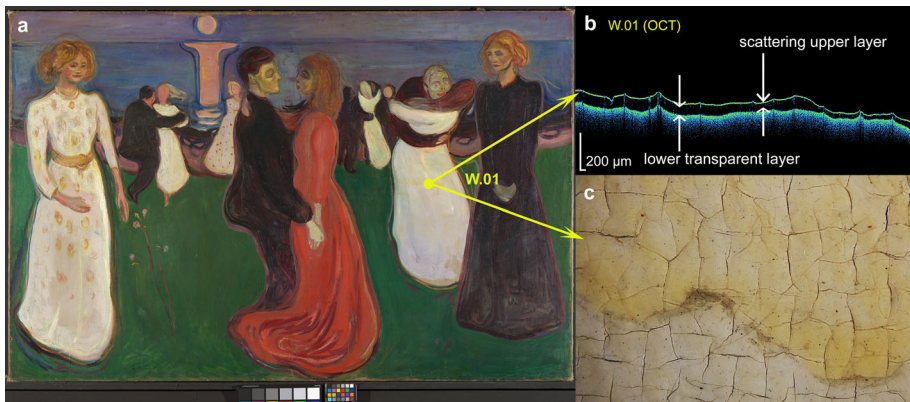 a
W.01
b
W.01 (OCT)
scattering upper layer
200 µm
lower transparent layer
c